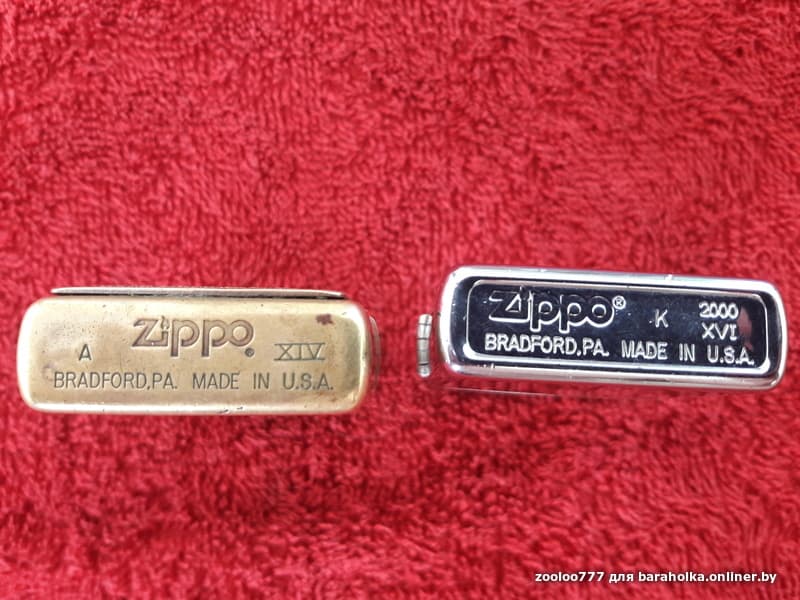 Zippo®
A XIV
BRADFORD,PA. MADE IN U.S.A.
Zippo®
K 2000
XVI
BRADFORD,PA. MADE IN U.S.A.
zooloo777 для baraholka.onliner.by